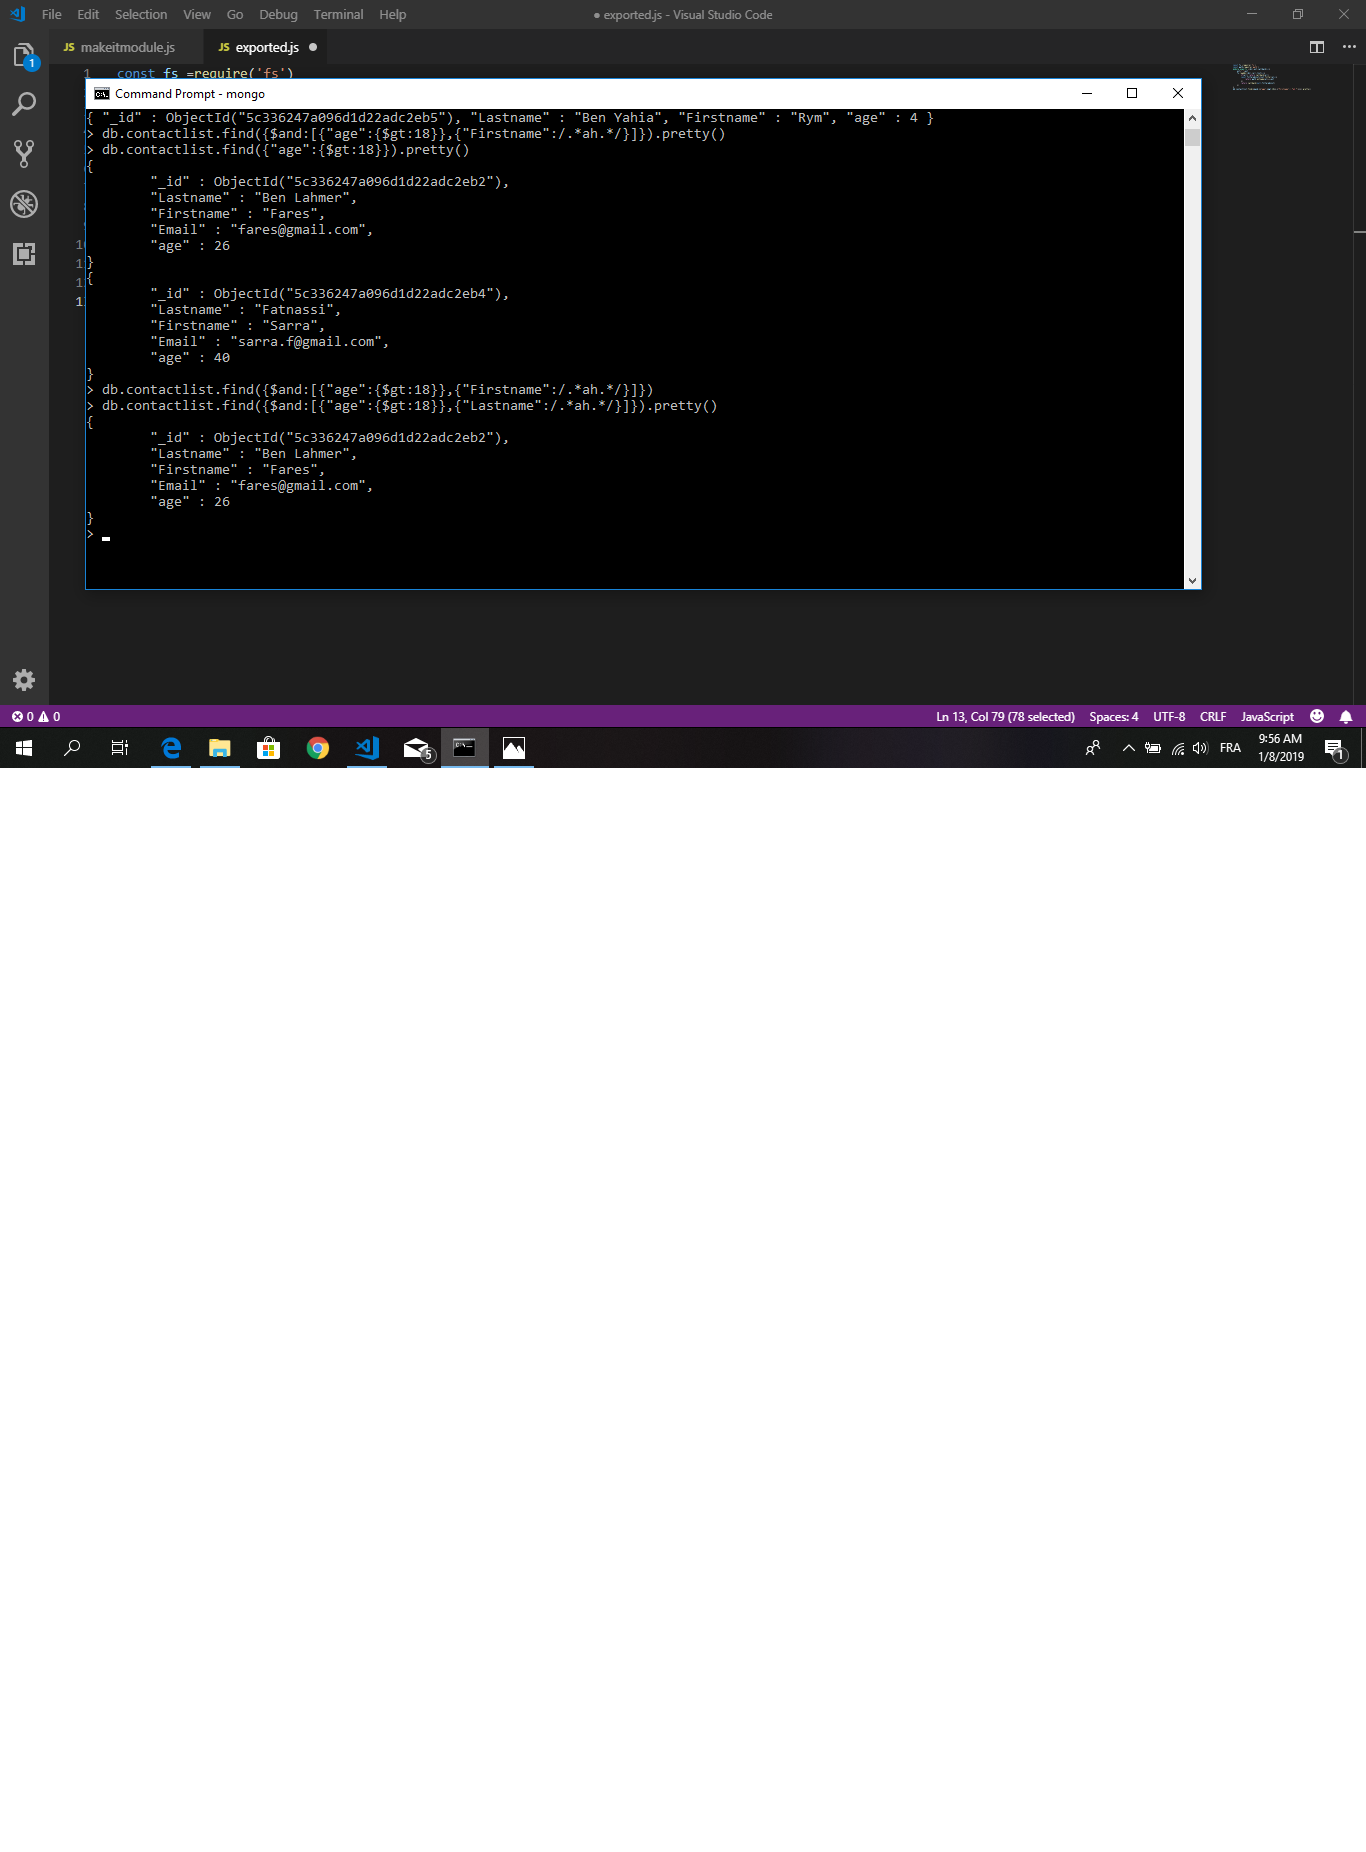 File Edit Selection View Go Debug Terminal Help ● exported.js - Visual Studio Code
JS makeitmodule.js JS exported.js ●
1
1 const fs =require('fs')
Command Prompt - mongo
{ "_id" : ObjectId("5c336247a096d1d22adc2eb5"), "Lastname" : "Ben Yahia", "Firstname" : "Rym", "age" : 4 }
> db.contactlist.find({$and:[{"age":{$gt:18}},{"Firstname":/.*ah.*/}]}).pretty()
> db.contactlist.find({"age":{$gt:18}}).pretty()
{
"_id" : ObjectId("5c336247a096d1d22adc2eb2"),
"Lastname" : "Ben Lahmer",
"Firstname" : "Fares",
"Email" : "fares@gmail.com",
"age" : 26
}
{
"_id" : ObjectId("5c336247a096d1d22adc2eb4"),
"Lastname" : "Fatnassi",
"Firstname" : "Sarra",
"Email" : "sarra.f@gmail.com",
"age" : 40
}
> db.contactlist.find({$and:[{"age":{$gt:18}},{"Firstname":/.*ah.*/}]})
> db.contactlist.find({$and:[{"age":{$gt:18}},{"Lastname":/.*ah.*/}]}).pretty()
{
"_id" : ObjectId("5c336247a096d1d22adc2eb2"),
"Lastname" : "Ben Lahmer",
"Firstname" : "Fares",
"Email" : "fares@gmail.com",
"age" : 26
}
>
0 0 Ln 13, Col 79 (78 selected) Spaces: 4 UTF-8 CRLF JavaScript
5 FRA 9:56 AM
1/8/2019 1